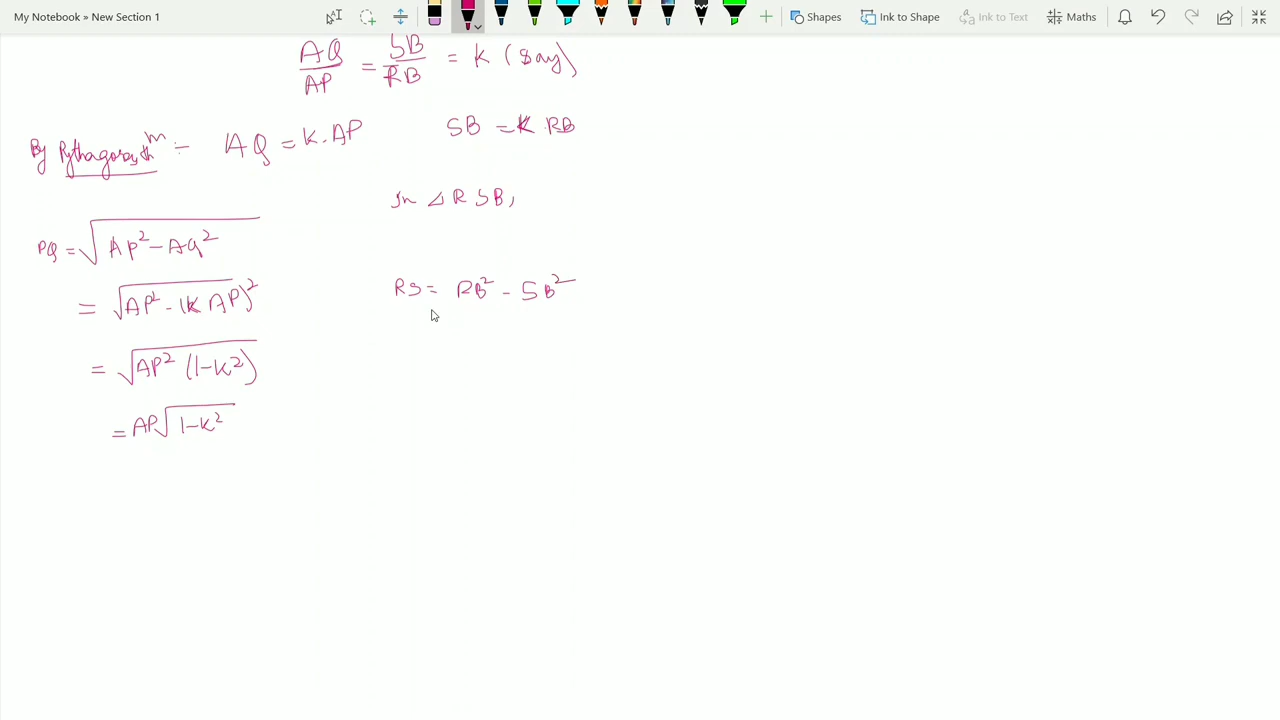 My Notebook » New Section 1
Shapes Ink to Shape Ink to Text Maths
AQ/AP = SB/RB = K (Say)
By Pythagoras th m :- AQ = K.AP
SB = K.RB
PQ = √(AP² - AQ²)
= √(AP² - (K AP)²)
= √(AP² (1-K²))
= AP√(1-K²)
In △ R S B,
RS = RB² - SB²